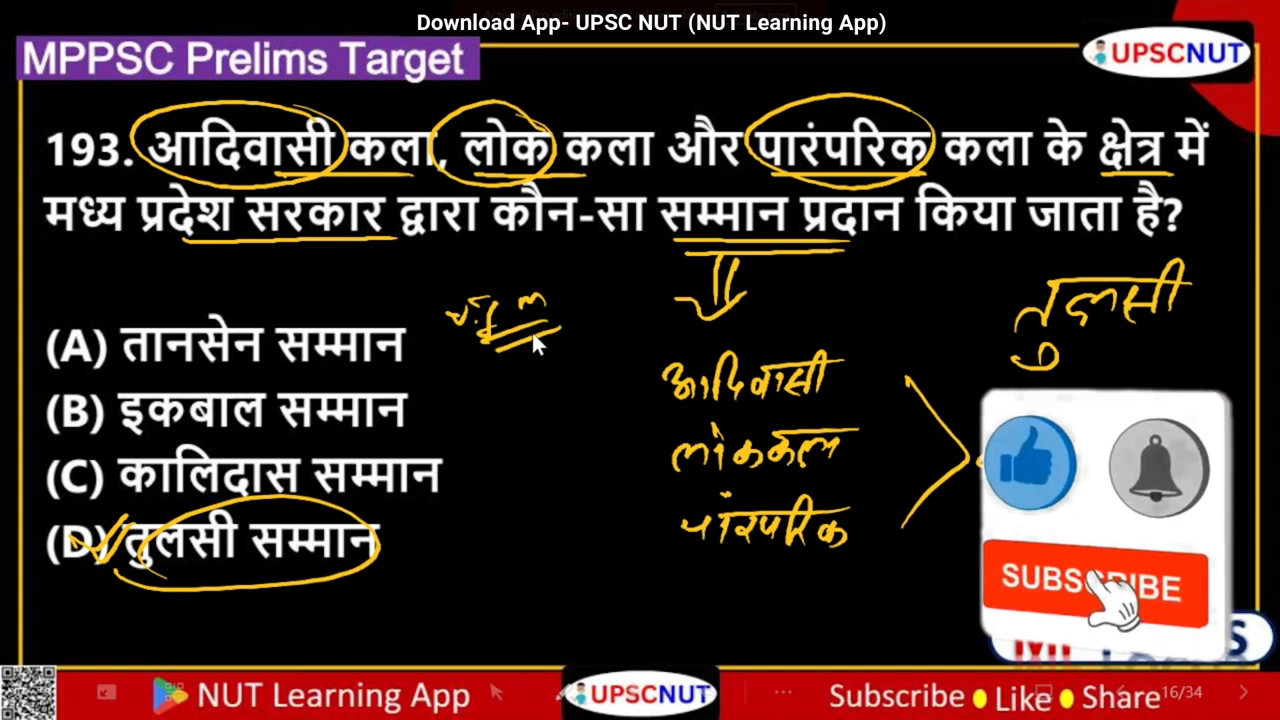 Download App- UPSC NUT (NUT Learning App)
MPPSC Prelims Target
UPSCNUT
193. आदिवासी कला, लोक कला और पारंपरिक कला के क्षेत्र में
मध्य प्रदेश सरकार द्वारा कौन-सा सम्मान प्रदान किया जाता है?
तुलसी
(A) तानसेन सम्मान
आदिवासी
(B) इकबाल सम्मान
लोककला
(C) कालिदास सम्मान
पारंपरिक
(D) तुलसी सम्मान
SUBSCRIBE
NUT Learning App
UPSCNUT
Subscribe Like Share
16/34